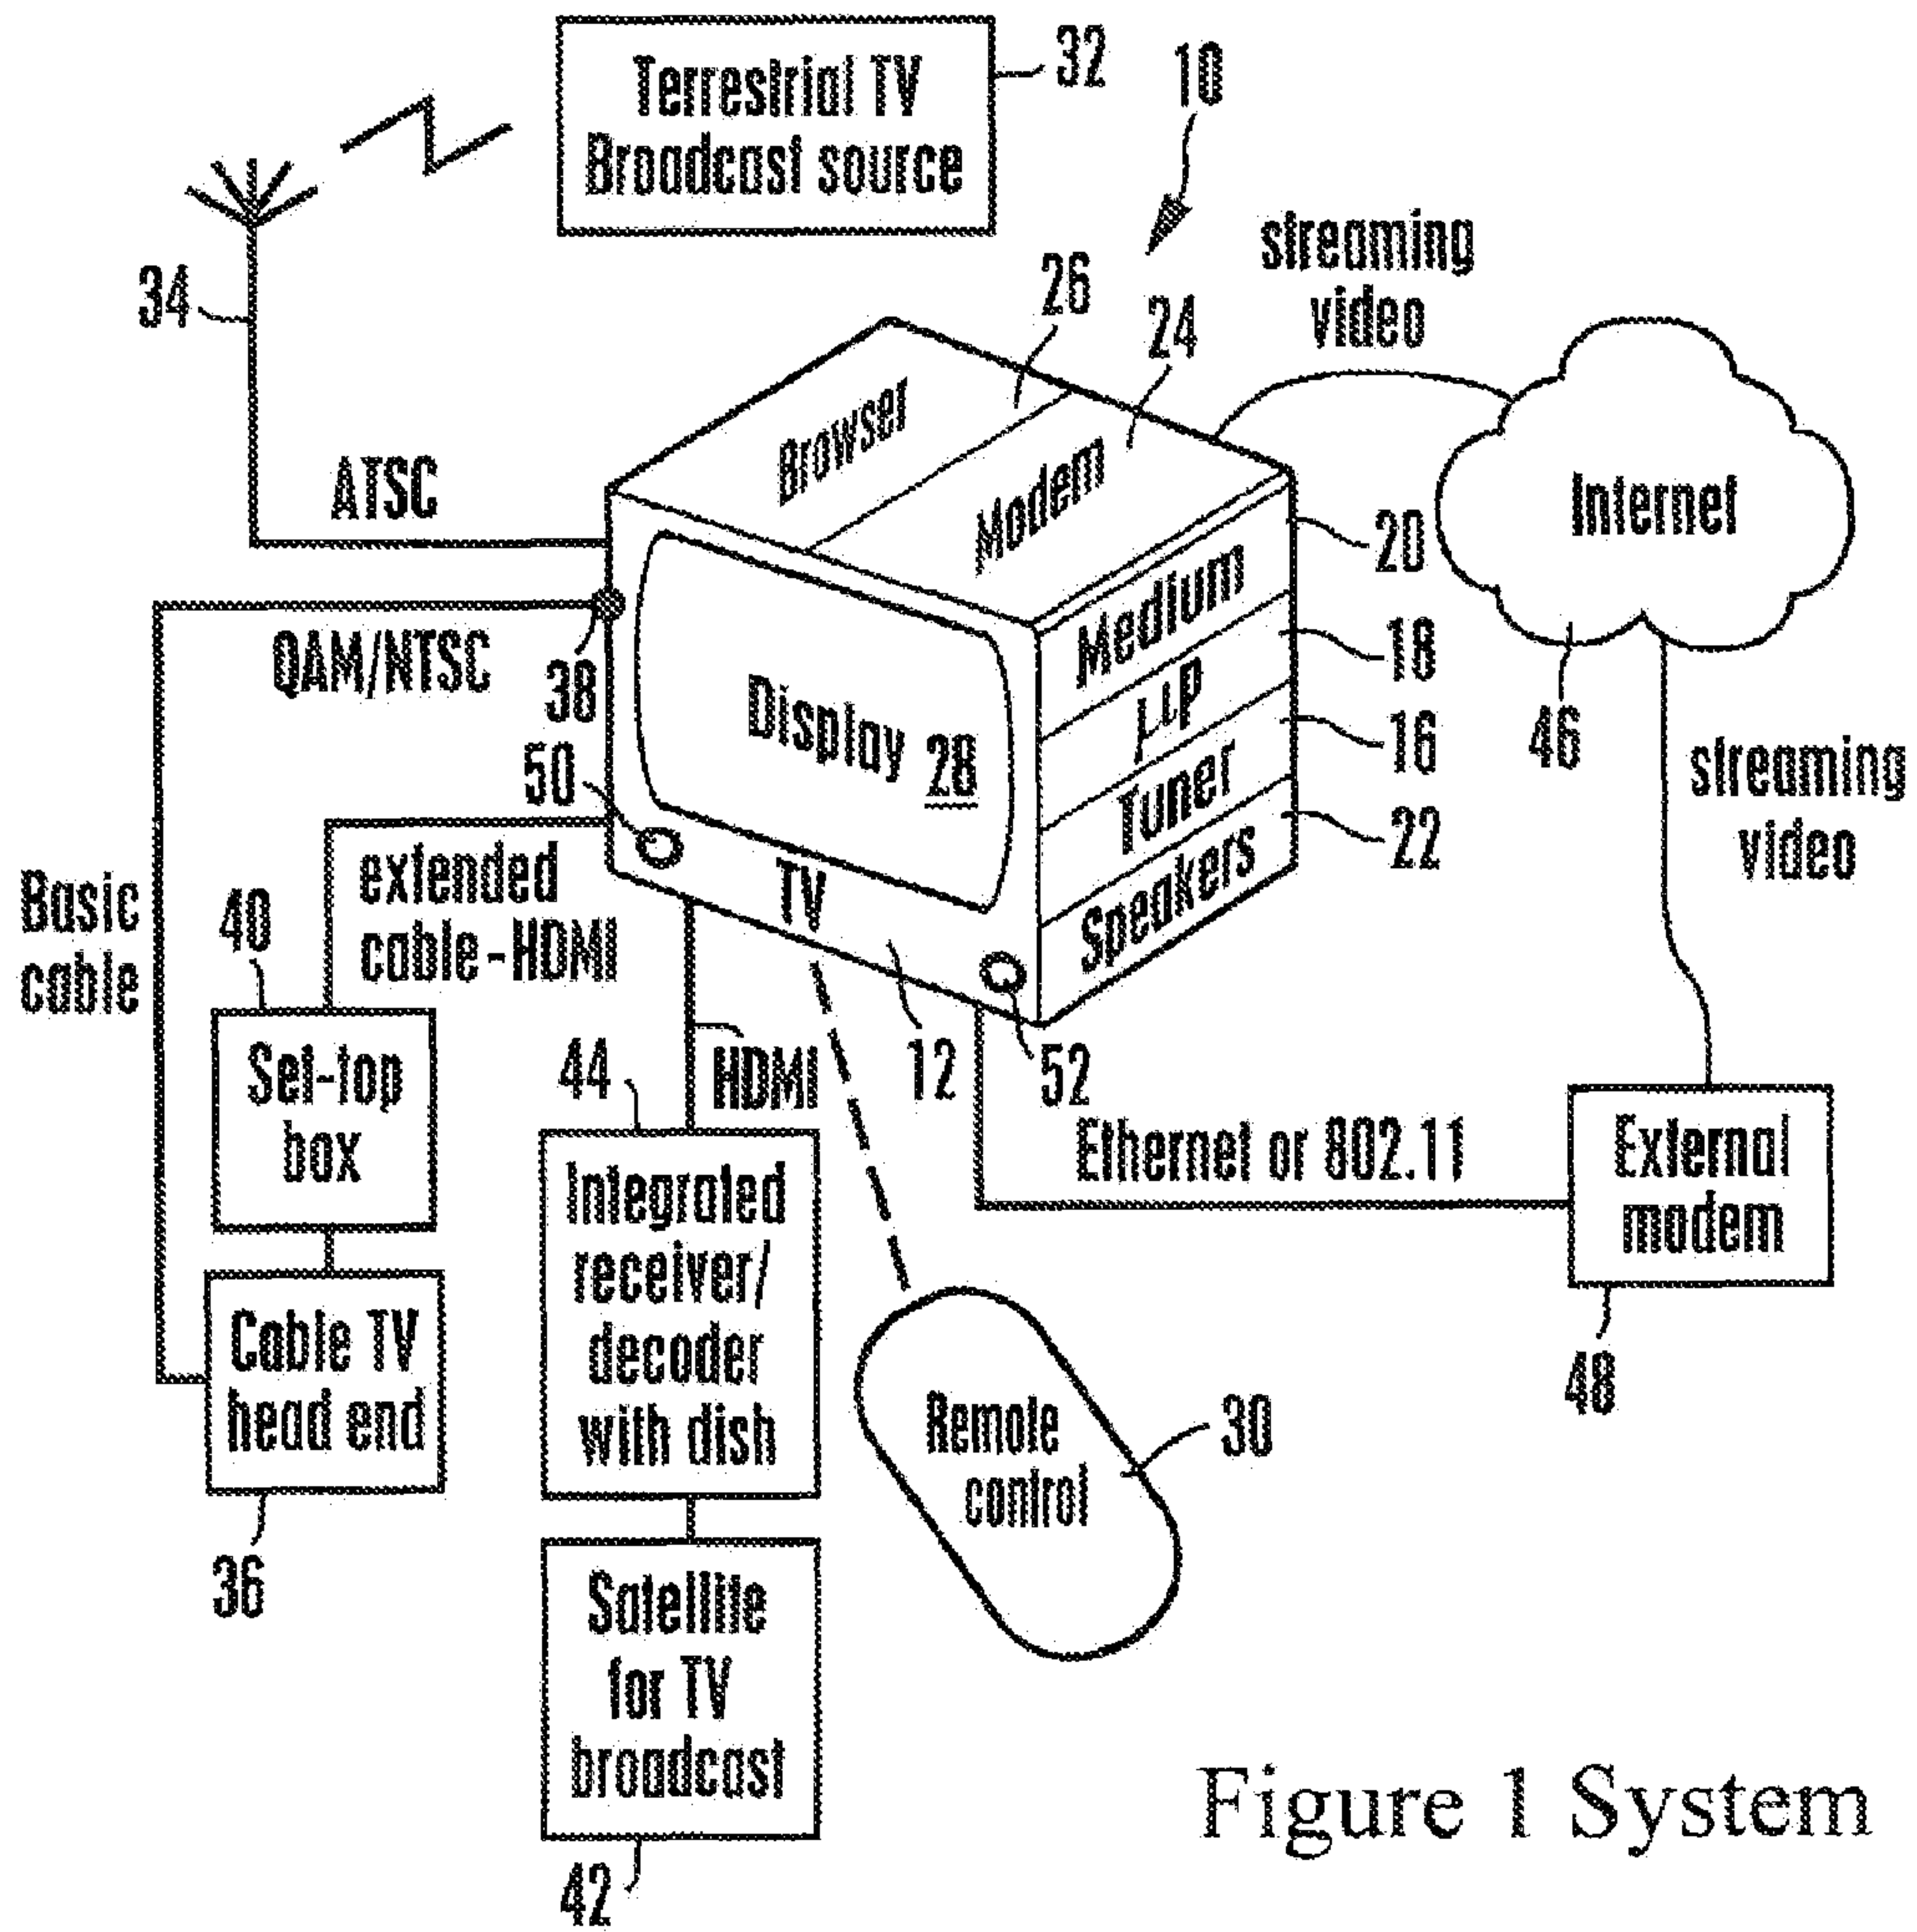 Terrestrial TV
Broadcast source
32
10
34
26
24
streaming
video
Browser
Modem
Internet
ATSC
20
Medium
QAM/NTSC
38
18
μP
46
Display 28
16
Tuner
streaming
video
50
22
Speakers
TV
Basic
cable
40
extended
cable-HDMI
12
52
HDMI
44
Set-top
box
Ethernet or 802.11
External
modem
Integrated
receiver/
decoder
with dish
Cable TV
head end
48
Remote
control
30
36
Satellite
for TV
broadcast
42
Figure 1 System